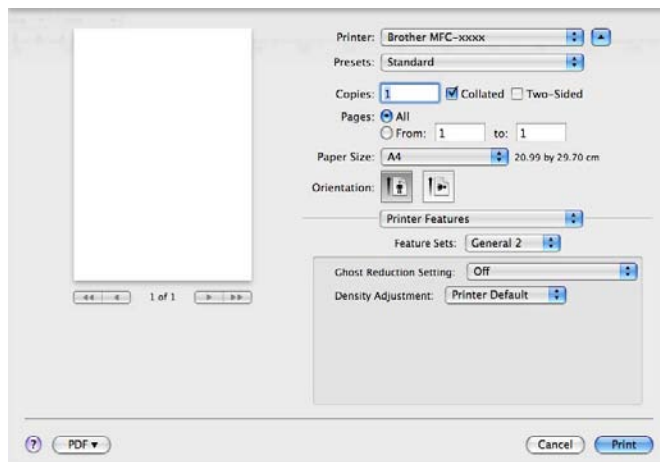 Printer: Brother MFC-xxxx
Presets: Standard
Copies: 1 Collated Two-Sided
Pages: All
From: 1 to: 1
Paper Size: A4 20.99 by 29.70 cm
Orientation:
Printer Features
Feature Sets: General 2
Ghost Reduction Setting: Off
Density Adjustment: Printer Default
1 of 1
? PDF Cancel Print